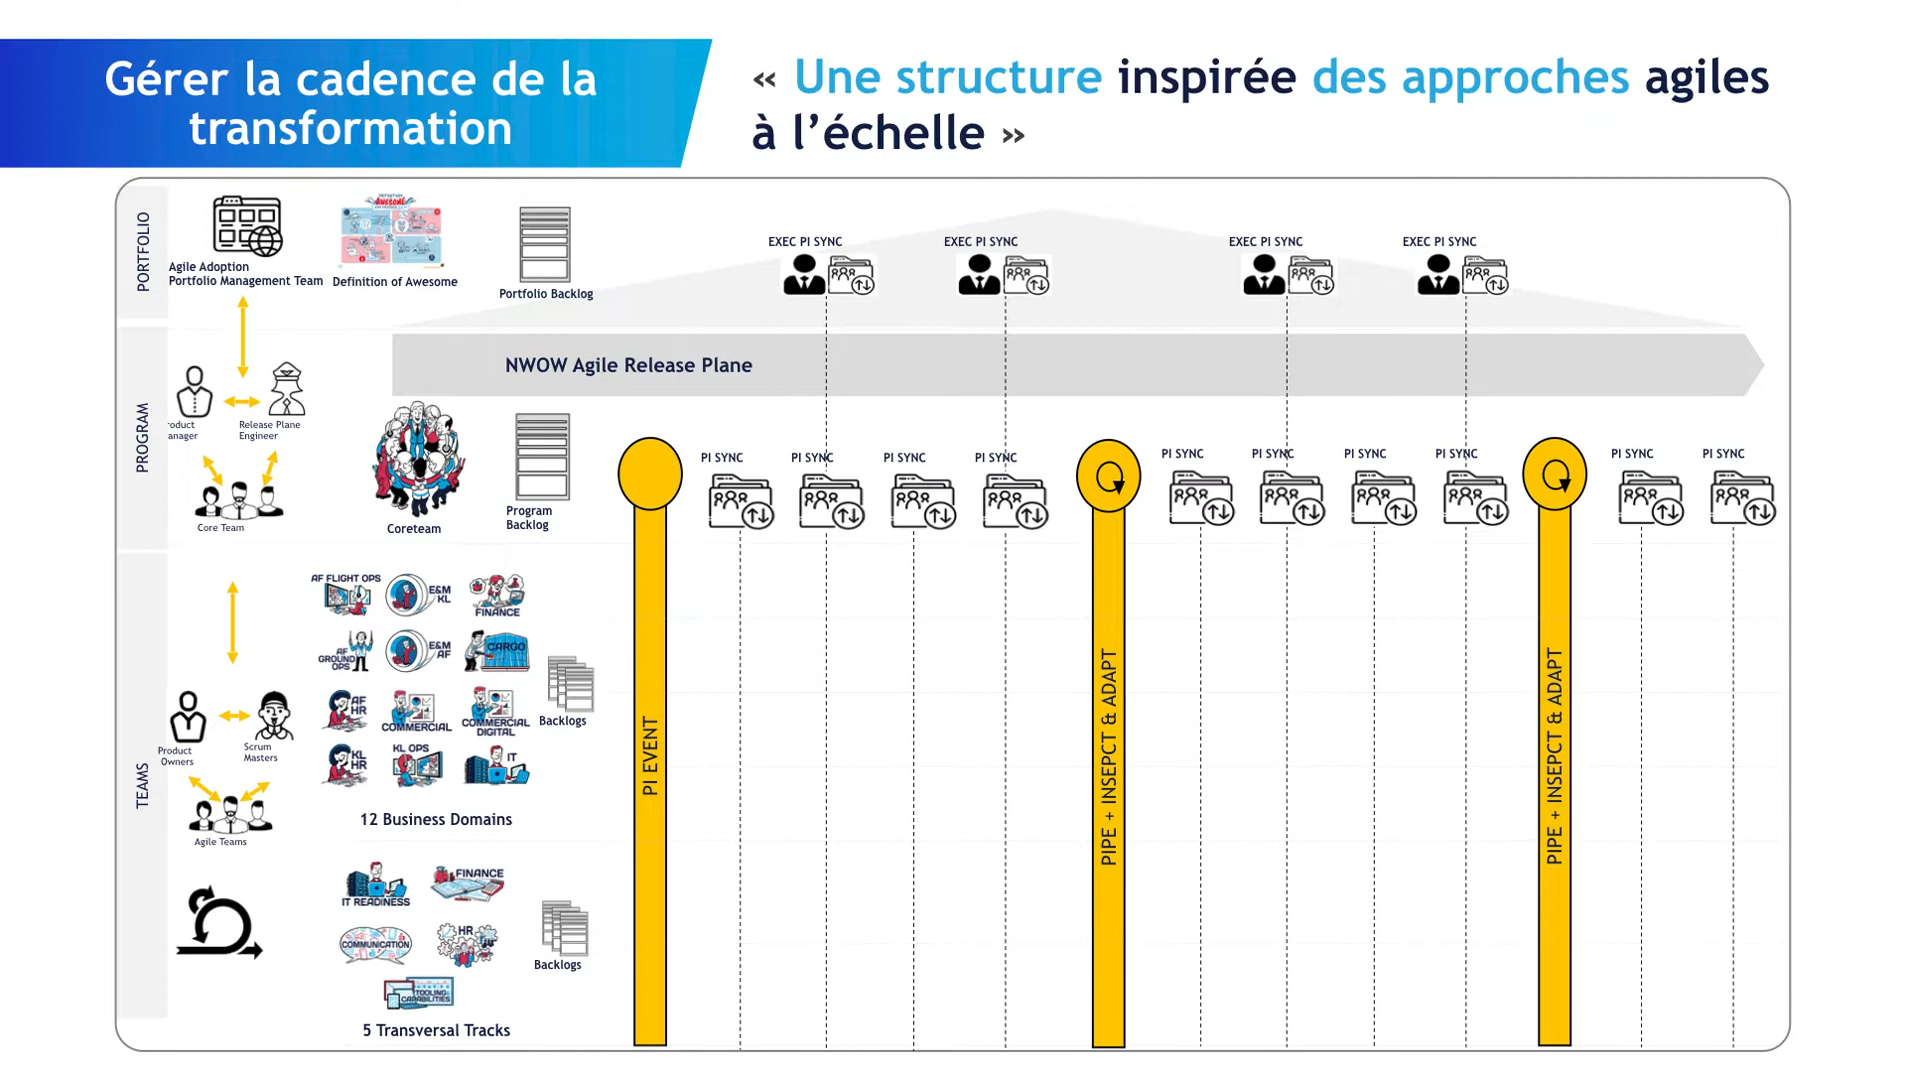 Gérer la cadence de la
transformation
« Une structure inspirée des approches agiles
à l’échelle »
PORTFOLIO
Agile Adoption
Portfolio Management Team
AWESOME
Definition of Awesome
Portfolio Backlog
EXEC PI SYNC
EXEC PI SYNC
EXEC PI SYNC
EXEC PI SYNC
PROGRAM
NWOW Agile Release Plane
roduct
anager
Release Plane
Engineer
Core Team
Coreteam
Program
Backlog
PI SYNC
PI SYNC
PI SYNC
PI SYNC
PI SYNC
PI SYNC
PI SYNC
PI SYNC
PI SYNC
PI SYNC
TEAMS
Product
Owners
Scrum
Masters
Agile Teams
AF FLIGHT OPS
E&M
KL
FINANCE
AF
GROUND
OPS
E&M
AF
CARGO
AF
HR
COMMERCIAL
COMMERCIAL
DIGITAL
KL
HR
KL OPS
IT
Backlogs
12 Business Domains
IT READINESS
FINANCE
COMMUNICATION
HR
TOOLING
CAPABILITIES
Backlogs
5 Transversal Tracks
PI EVENT
PIPE + INSEPCT & ADAPT
PIPE + INSEPCT & ADAPT